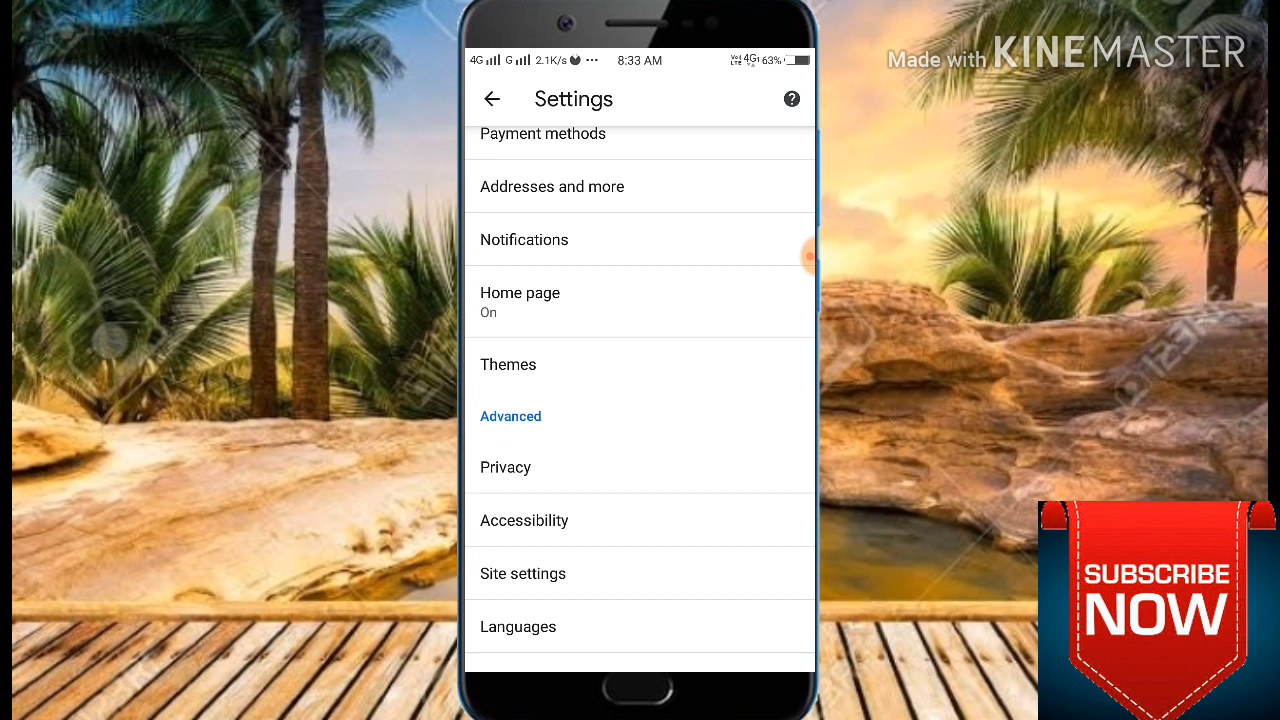 4G G 2.1K/s ··· 8:33 AM 4G 63%
Made with KINEMASTER
Settings
Payment methods
Addresses and more
Notifications
Home page
On
Themes
Advanced
Privacy
Accessibility
Site settings
Languages
SUBSCRIBE
NOW